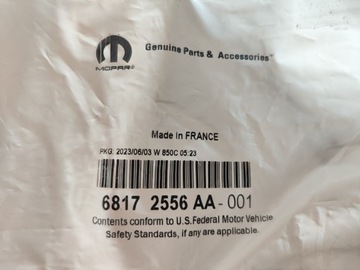 MOPAR®
Genuine Parts & Accessories™
Made in FRANCE
PKG: 2023/06/03 W 850C 05:23
6817 2556 AA - 001
Contents conform to U.S. Federal Motor Vehicle
Safety Standards, if any are applicable.